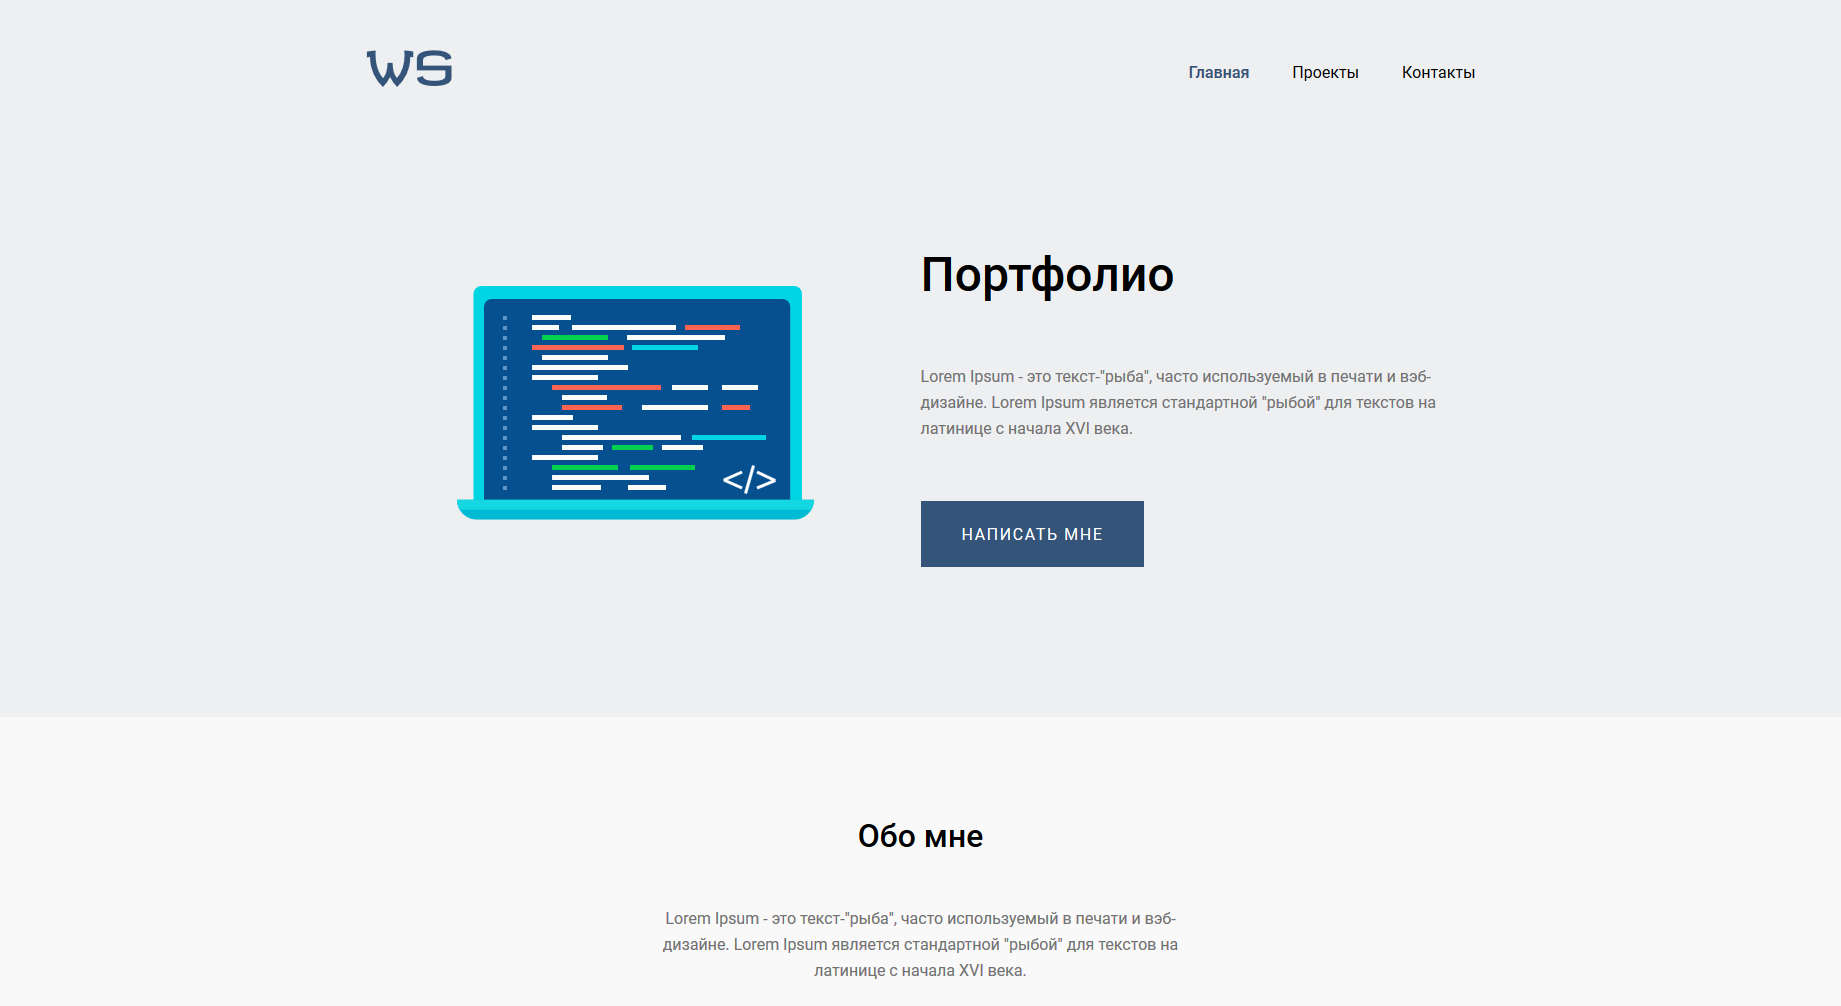 WS
Главная Проекты Контакты
Портфолио
Lorem Ipsum - это текст-"рыба", часто используемый в печати и вэб-
дизайне. Lorem Ipsum является стандартной "рыбой" для текстов на
латинице с начала XVI века.
</>
НАПИСАТЬ МНЕ
Обо мне
Lorem Ipsum - это текст-"рыба", часто используемый в печати и вэб-
дизайне. Lorem Ipsum является стандартной "рыбой" для текстов на
латинице с начала XVI века.